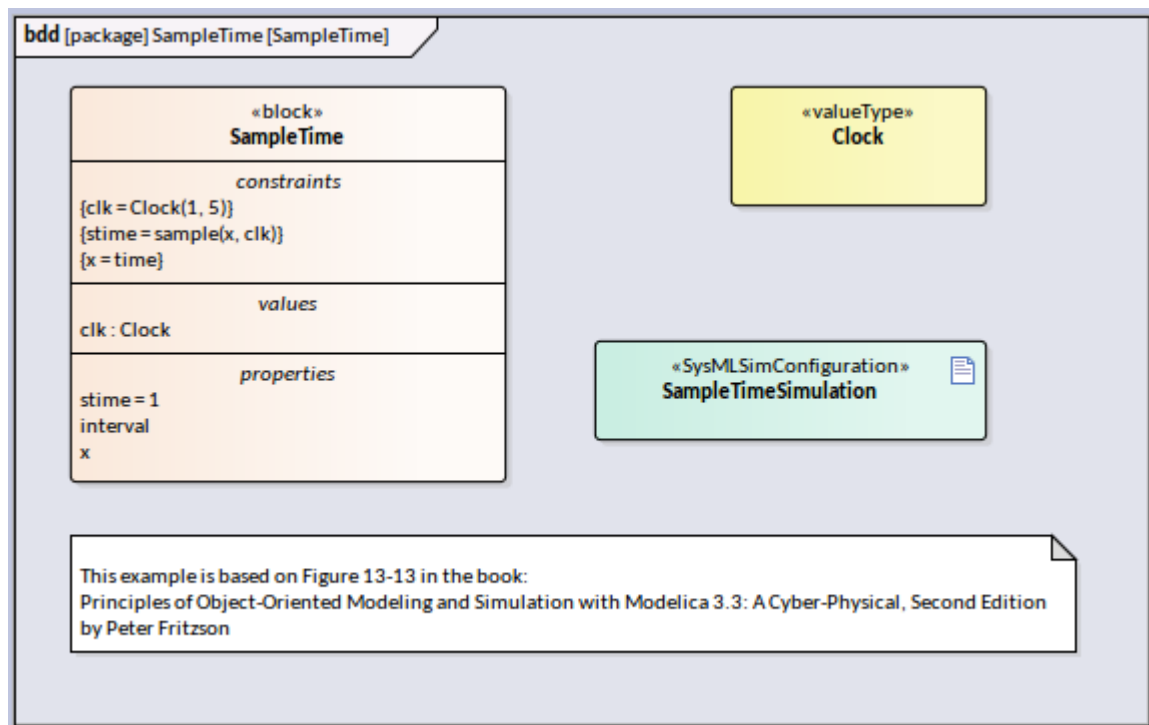 bdd [package] SampleTime [SampleTime]
«block»
SampleTime
constraints
{clk = Clock(1, 5)}
{stime = sample(x, clk)}
{x = time}
values
clk : Clock
properties
stime = 1
interval
x
«valueType»
Clock
«SysMLSimConfiguration»
SampleTimeSimulation
This example is based on Figure 13-13 in the book:
Principles of Object-Oriented Modeling and Simulation with Modelica 3.3: A Cyber-Physical, Second Edition
by Peter Fritzson